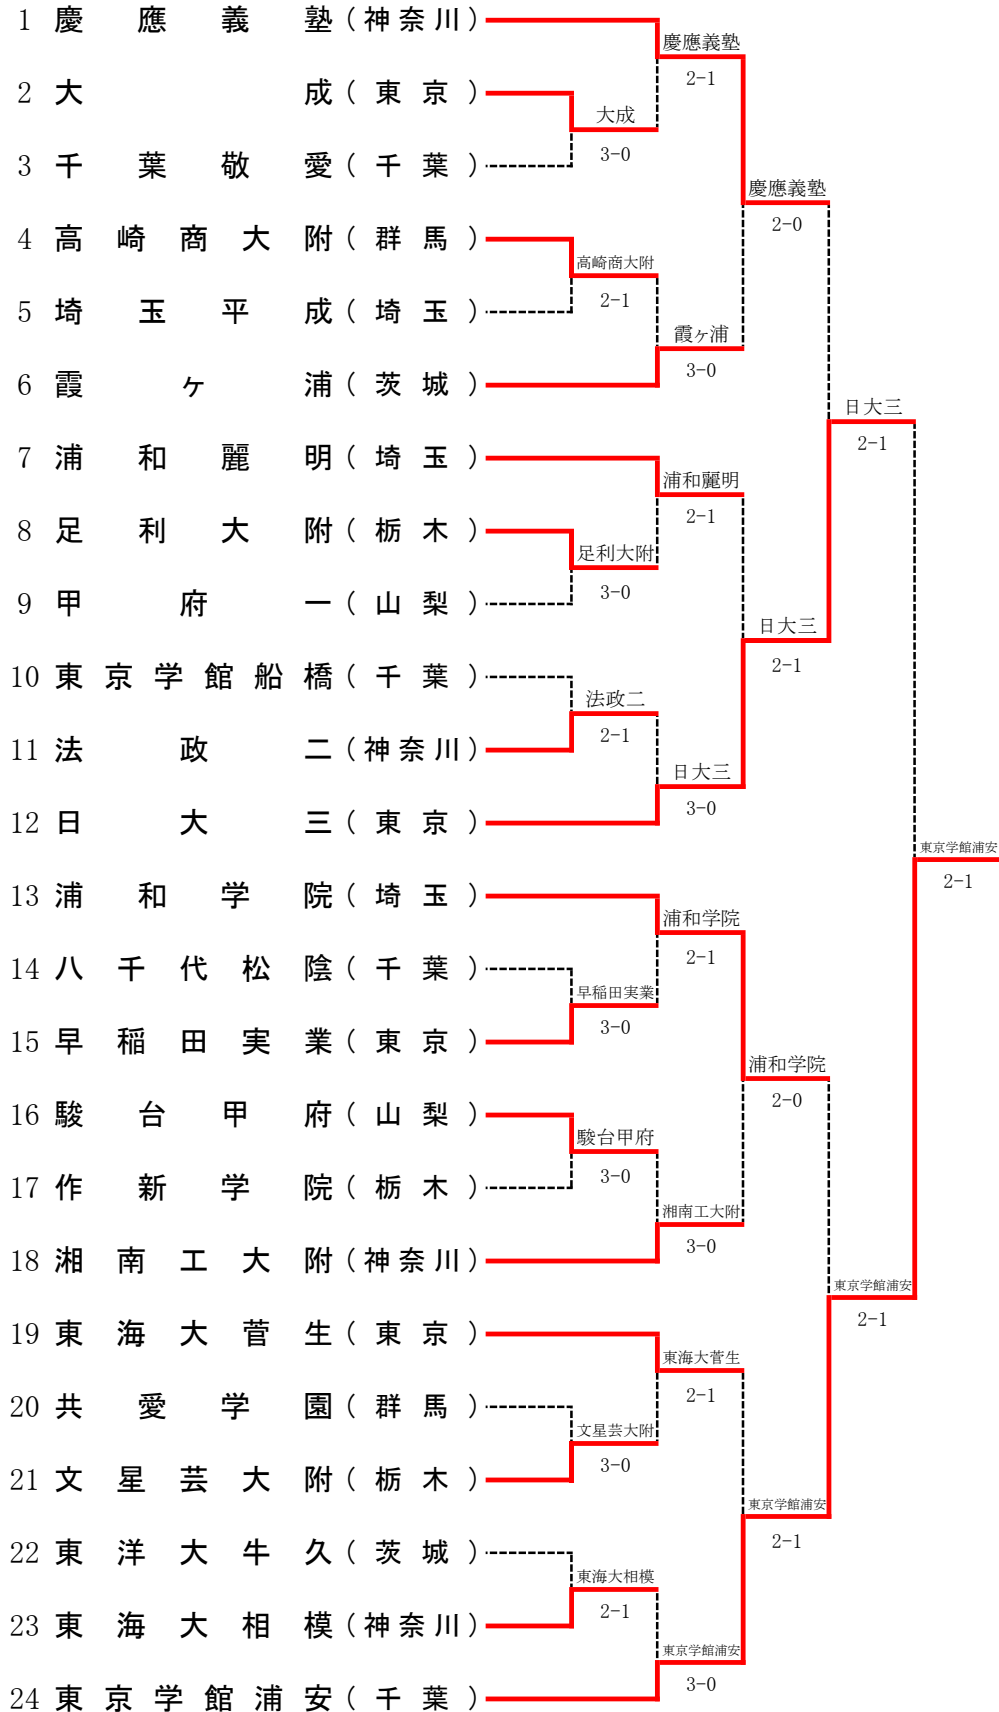 1 慶應義塾(神奈川)
慶應義塾
2-1
2 大成(東京)
大成
3-0
3 千葉敬愛(千葉)
慶應義塾
2-0
4 高崎商大附(群馬)
高崎商大附
2-1
5 埼玉平成(埼玉)
霞ヶ浦
3-0
6 霞ヶ浦(茨城)
日大三
2-1
7 浦和麗明(埼玉)
浦和麗明
2-1
8 足利大附(栃木)
足利大附
3-0
9 甲府一(山梨)
日大三
2-1
10 東京学館船橋(千葉)
法政二
2-1
11 法政二(神奈川)
日大三
3-0
12 日大三(東京)
東京学館浦安
2-1
13 浦和学院(埼玉)
浦和学院
2-1
14 八千代松陰(千葉)
早稲田実業
3-0
15 早稲田実業(東京)
浦和学院
2-0
16 駿台甲府(山梨)
駿台甲府
3-0
17 作新学院(栃木)
湘南工大附
3-0
18 湘南工大附(神奈川)
東京学館浦安
2-1
19 東海大菅生(東京)
東海大菅生
2-1
20 共愛学園(群馬)
文星芸大附
3-0
21 文星芸大附(栃木)
東京学館浦安
2-1
22 東洋大牛久(茨城)
東海大相模
2-1
23 東海大相模(神奈川)
東京学館浦安
3-0
24 東京学館浦安(千葉)